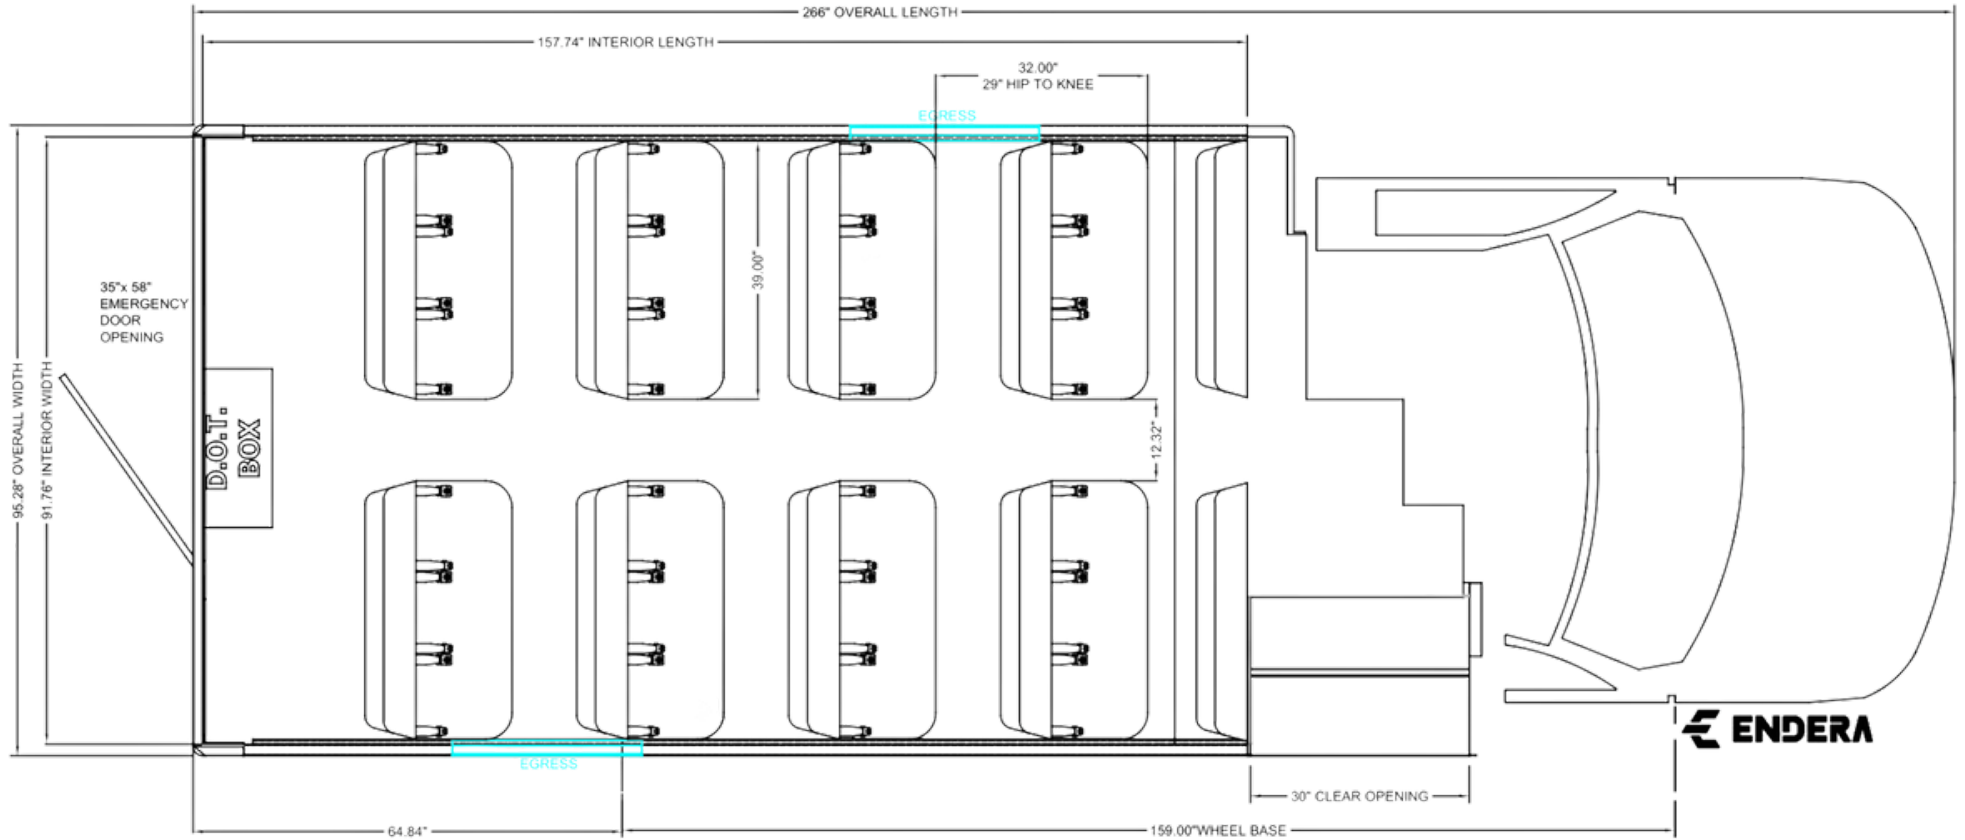 266" OVERALL LENGTH
157.74" INTERIOR LENGTH
32.00"
29" HIP TO KNEE
EGRESS
39.00"
35"x 58"
EMERGENCY
DOOR
OPENING
95.28" OVERALL WIDTH
91.76" INTERIOR WIDTH
D.O.T.
BOX
12.32"
ENDERA
EGRESS
30" CLEAR OPENING
64.84"
159.00"WHEEL BASE